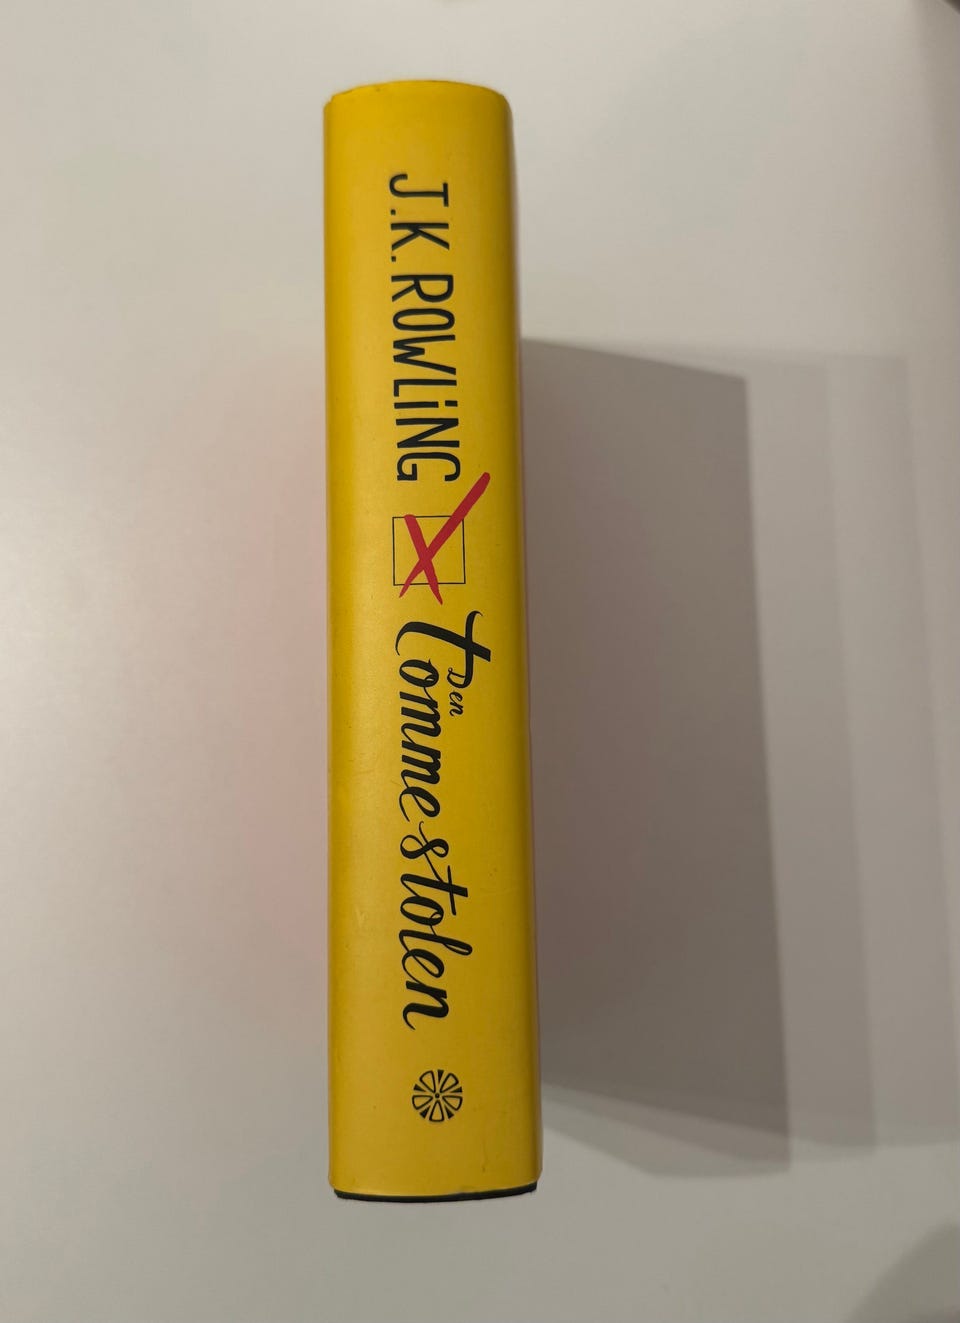 J.K. ROWLING
Den
tomme stolen